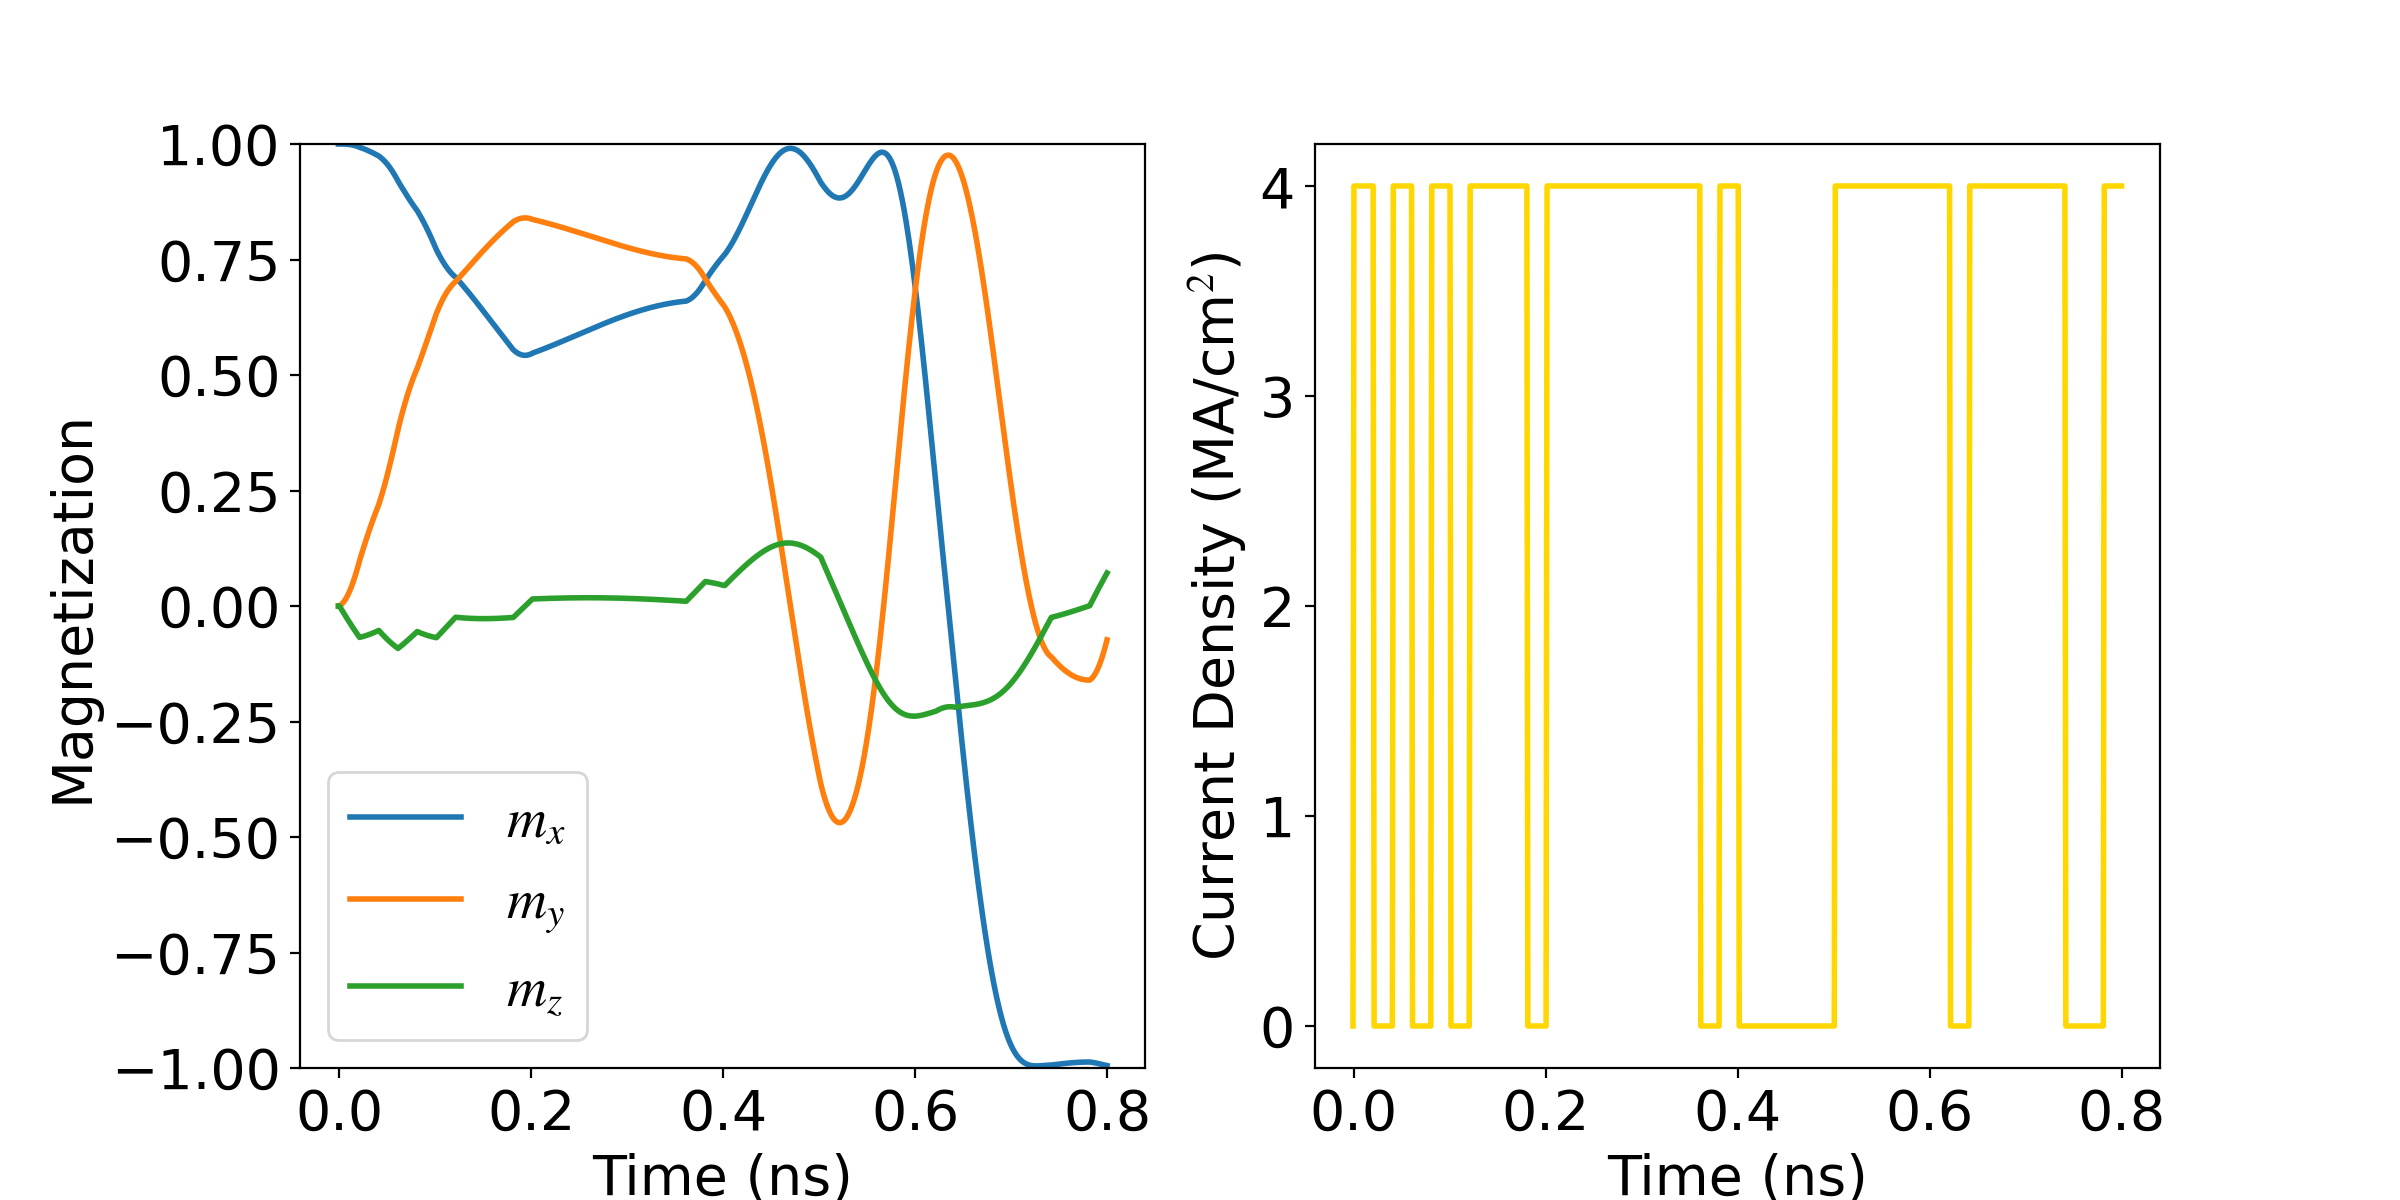 Magnetization
1.00
0.75
0.50
0.25
0.00
−0.25
−0.50
−0.75
−1.00
m_x
m_y
m_z
0.0 0.2 0.4 0.6 0.8
Time (ns)
Current Density (MA/cm²)
4
3
2
1
0
0.0 0.2 0.4 0.6 0.8
Time (ns)